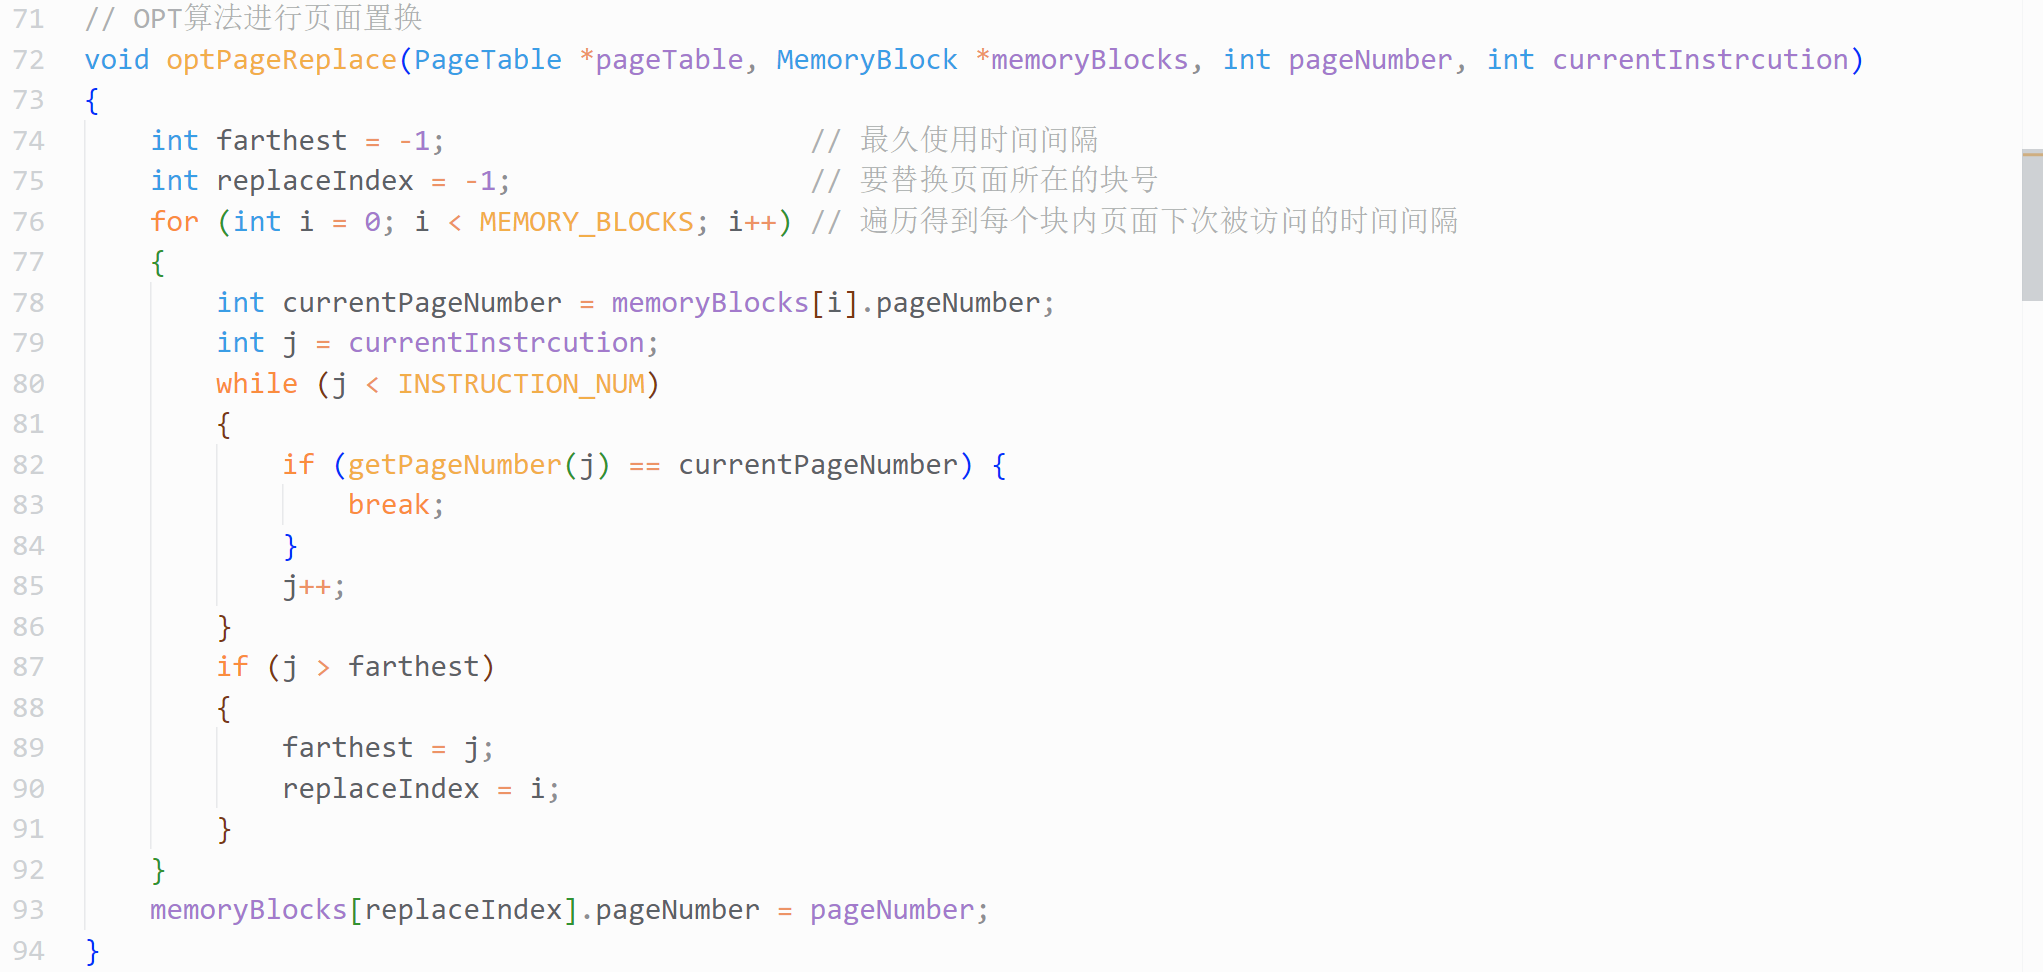 71 // OPT算法进行页面置换
72 void optPageReplace(PageTable *pageTable, MemoryBlock *memoryBlocks, int pageNumber, int currentInstrcution)
73 {
74     int farthest = -1;                      // 最久使用时间间隔
75     int replaceIndex = -1;                  // 要替换页面所在的块号
76     for (int i = 0; i < MEMORY_BLOCKS; i++) // 遍历得到每个块内页面下次被访问的时间间隔
77     {
78         int currentPageNumber = memoryBlocks[i].pageNumber;
79         int j = currentInstrcution;
80         while (j < INSTRUCTION_NUM)
81         {
82             if (getPageNumber(j) == currentPageNumber) {
83                 break;
84             }
85             j++;
86         }
87         if (j > farthest)
88         {
89             farthest = j;
90             replaceIndex = i;
91         }
92     }
93     memoryBlocks[replaceIndex].pageNumber = pageNumber;
94 }